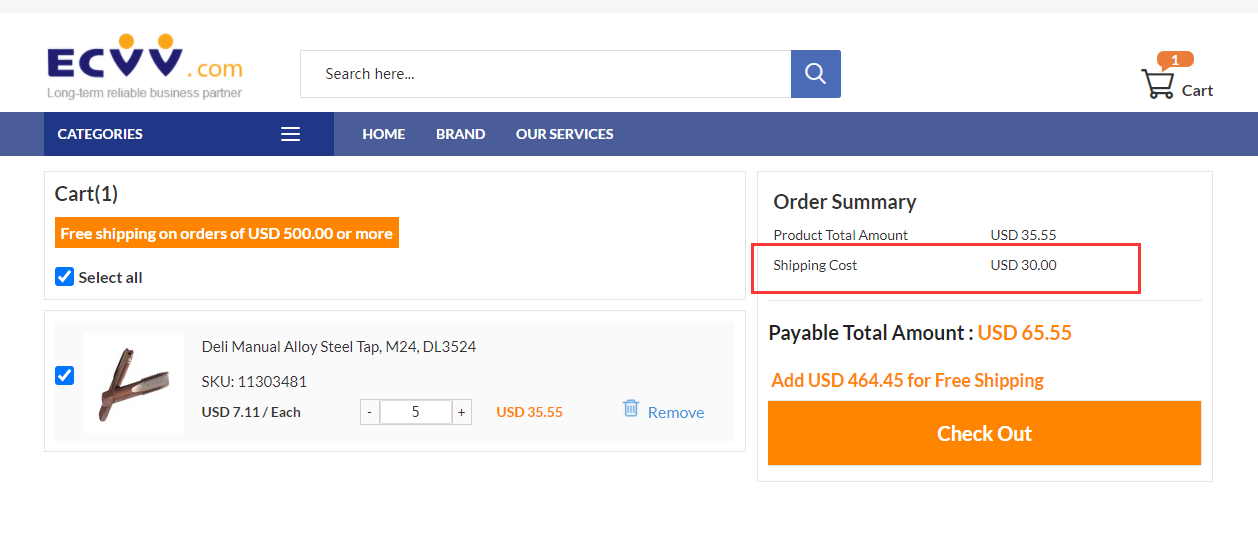 ECVV.com
Long-term reliable business partner
Search here...
1
Cart
CATEGORIES
HOME BRAND OUR SERVICES
Cart(1)
Free shipping on orders of USD 500.00 or more
Select all
Deli Manual Alloy Steel Tap, M24, DL3524
SKU: 11303481
USD 7.11 / Each - 5 + USD 35.55 Remove
Order Summary
Product Total Amount USD 35.55
Shipping Cost USD 30.00
Payable Total Amount : USD 65.55
Add USD 464.45 for Free Shipping
Check Out